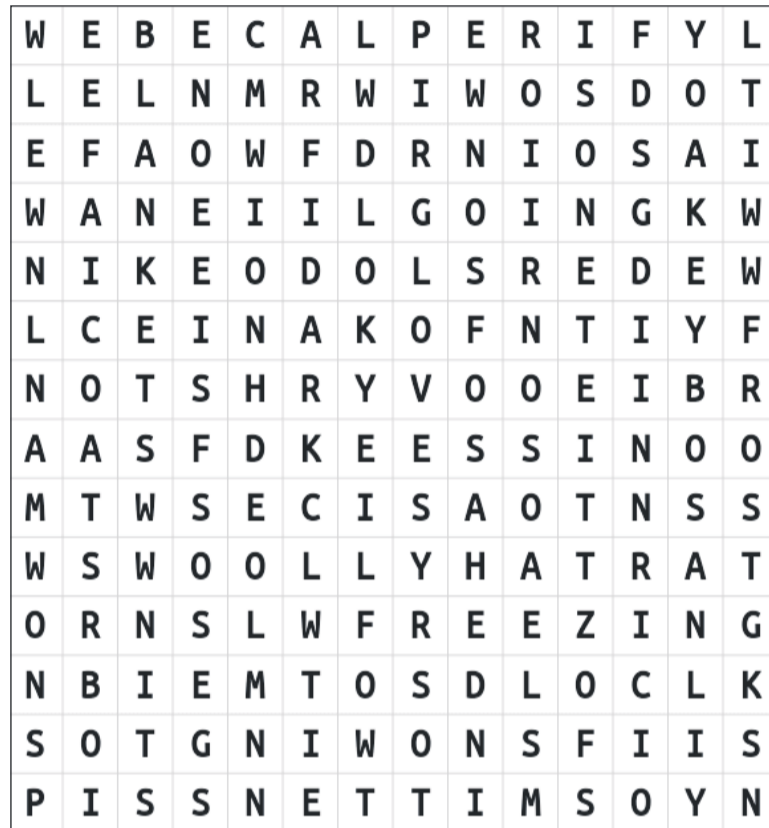 W E B E C A L P E R I F Y L
L E L N M R W I W O S D O T
E F A O W F D R N I O S A I
W A N E I I L G O I N G K W
N I K E O D O L S R E D E W
L C E I N A K O F N T I Y F
N O T S H R Y V O O E I B R
A A S F D K E E S S I N O O
M T W S E C I S A O T N S S
W S W O O L L Y H A T R A T
O R N S L W F R E E Z I N G
N B I E M T O S D L O C L K
S O T G N I W O N S F I I S
P I S S N E T T I M S O Y N